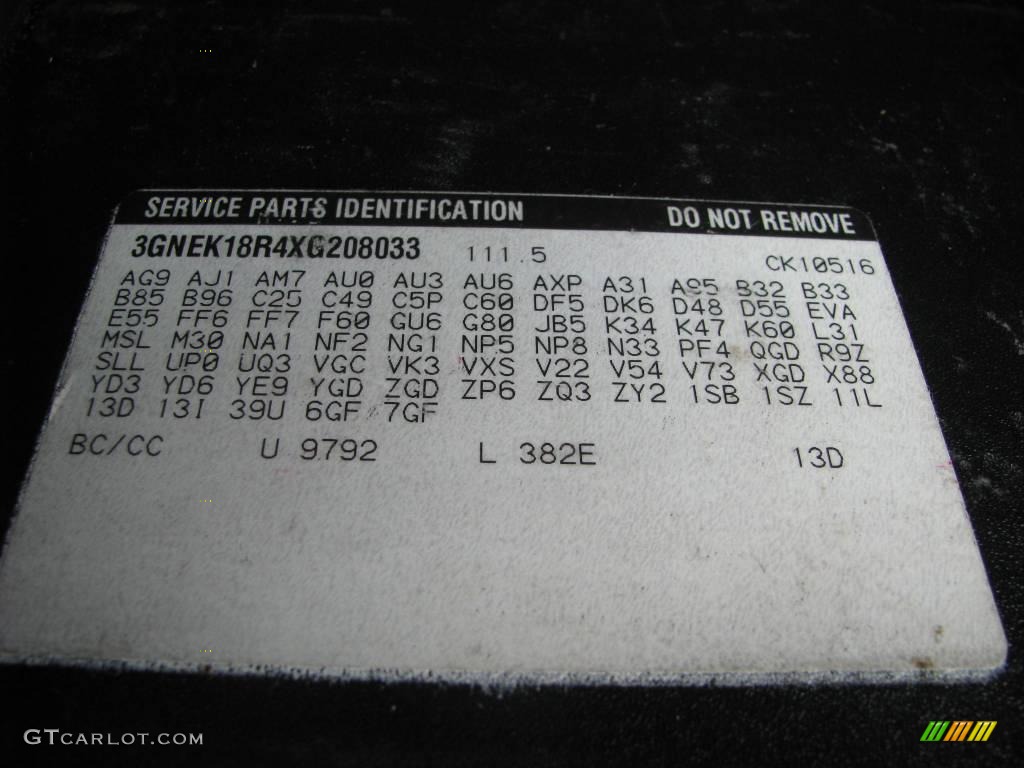 SERVICE PARTS IDENTIFICATION DO NOT REMOVE
3GNEK18R4XG208033 111.5 CK10516
AG9 AJ1 AM7 AU0 AU3 AU6 AXP A31 A95 B32 B33
B85 B96 C25 C49 C5P C60 DF5 DK6 D48 D55 EVA
E55 FF6 FF7 F60 GU6 G80 JB5 K34 K47 K60 L31
MSL M30 NA1 NF2 NG1 NP5 NP8 N33 PF4 QGD R9Z
SLL UP0 UQ3 VGC VK3 VXS V22 V54 V73 XGD X88
YD3 YD6 YE9 YGD ZGD ZP6 ZQ3 ZY2 1SB 1SZ 11L
13D 13I 39U 6GF 7GF
BC/CC U 9792 L 382E 13D
GTCARLOT.COM